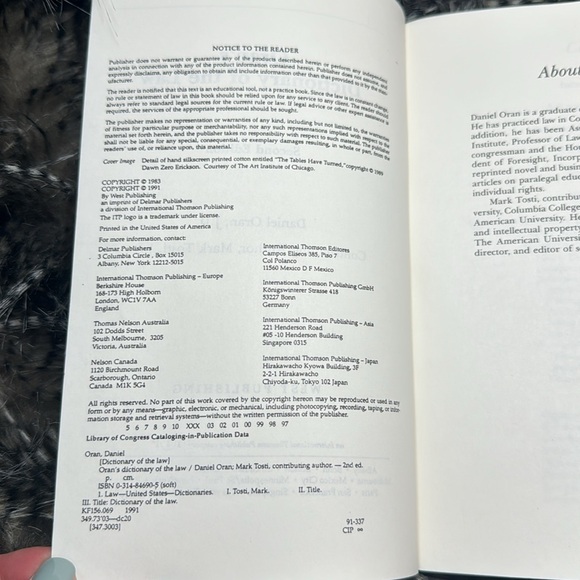 NOTICE TO THE READER
Publisher does not warrant or guarantee any of the products described herein or perform any independent
analysis in connection with any of the product information contained herein. Publisher does not assume, and
expressly disclaims, any obligation to obtain and include information other than that provided to it by the man-
ufacturer.
The reader is notified that this text is an educational tool, not a practice book. Since the law is in constant change,
no rule or statement of law in this book should be relied upon for any service to any client. The reader should
always refer to standard legal sources for the current rule or law. If legal advice or other expert assistance is
required, the services of the appropriate professional should be sought.
The publisher makes no representation or warranties of any kind, including but not limited to, the warranties
of fitness for particular purpose or merchantability, nor are any such representations implied with respect to the
material set forth herein, and the publisher takes no responsibility with respect to such material. The publisher
shall not be liable for any special, consequential, or exemplary damages resulting, in whole or part, from the
readers' use of, or reliance upon, this material.
Cover Image Detail of hand silkscreen printed cotton entitled "The Tables Have Turned," copyright © 1989
Dawn Zero Erickson. Courtesy of The Art Institute of Chicago.
COPYRIGHT © 1983
COPYRIGHT © 1991
By West Publishing
an imprint of Delmar Publishers
a division of International Thomson Publishing
The ITP logo is a trademark under license.
Printed in the United States of America
For more information, contact:
Delmar Publishers
3 Columbia Circle, Box 15015
Albany, New York 12212-5015
International Thomson Publishing - Europe
Berkshire House
168-173 High Holborn
London, WC1V 7AA
England
Thomas Nelson Australia
102 Dodds Street
South Melbourne, 3205
Victoria, Australia
Nelson Canada
1120 Birchmount Road
Scarborough, Ontario
Canada M1K 5G4
International Thomson Editores
Campos Eliseos 385, Piso 7
Col Polanco
11560 Mexico D F Mexico
International Thomson Publishing GmbH
Königswinterer Strasse 418
53227 Bonn
Germany
International Thomson Publishing - Asia
221 Henderson Road
#05 -10 Henderson Building
Singapore 0315
International Thomson Publishing - Japan
Hirakawacho Kyowa Building, 3F
2-2-1 Hirakawacho
Chiyoda-ku, Tokyo 102 Japan
All rights reserved. No part of this work covered by the copyright hereon may be reproduced or used in any
form or by any means—graphic, electronic, or mechanical, including photocopying, recording, taping, or infor-
mation storage and retrieval systems—without the written permission of the publisher.
5 6 7 8 9 10 XXX 03 02 01 00 99 98 97
Library of Congress Cataloging-in-Publication Data
Oran, Daniel
[Dictionary of the law]
Oran's dictionary of the law / Daniel Oran; Mark Tosti, contributing author. — 2nd ed.
p. cm.
ISBN 0-314-84690-5 (soft)
1. Law—United States—Dictionaries. I. Tosti, Mark. II. Title.
III. Title: Dictionary of the law.
KF156.069 1991
349.73'03—dc20
[347.3003]
91-337
CIP
About
Daniel Oran is a graduate
He has practiced law in Co
addition, he has been Ass
Institute, Professor of Law
congressman and the Hou
dent of Foresight, Incorp
reprinted novel and busin
articles on paralegal educ
individual rights.
Mark Tosti, contribut
versity, Columbia College
American University. He
and intellectual property
The American Universi
director, and editor of s